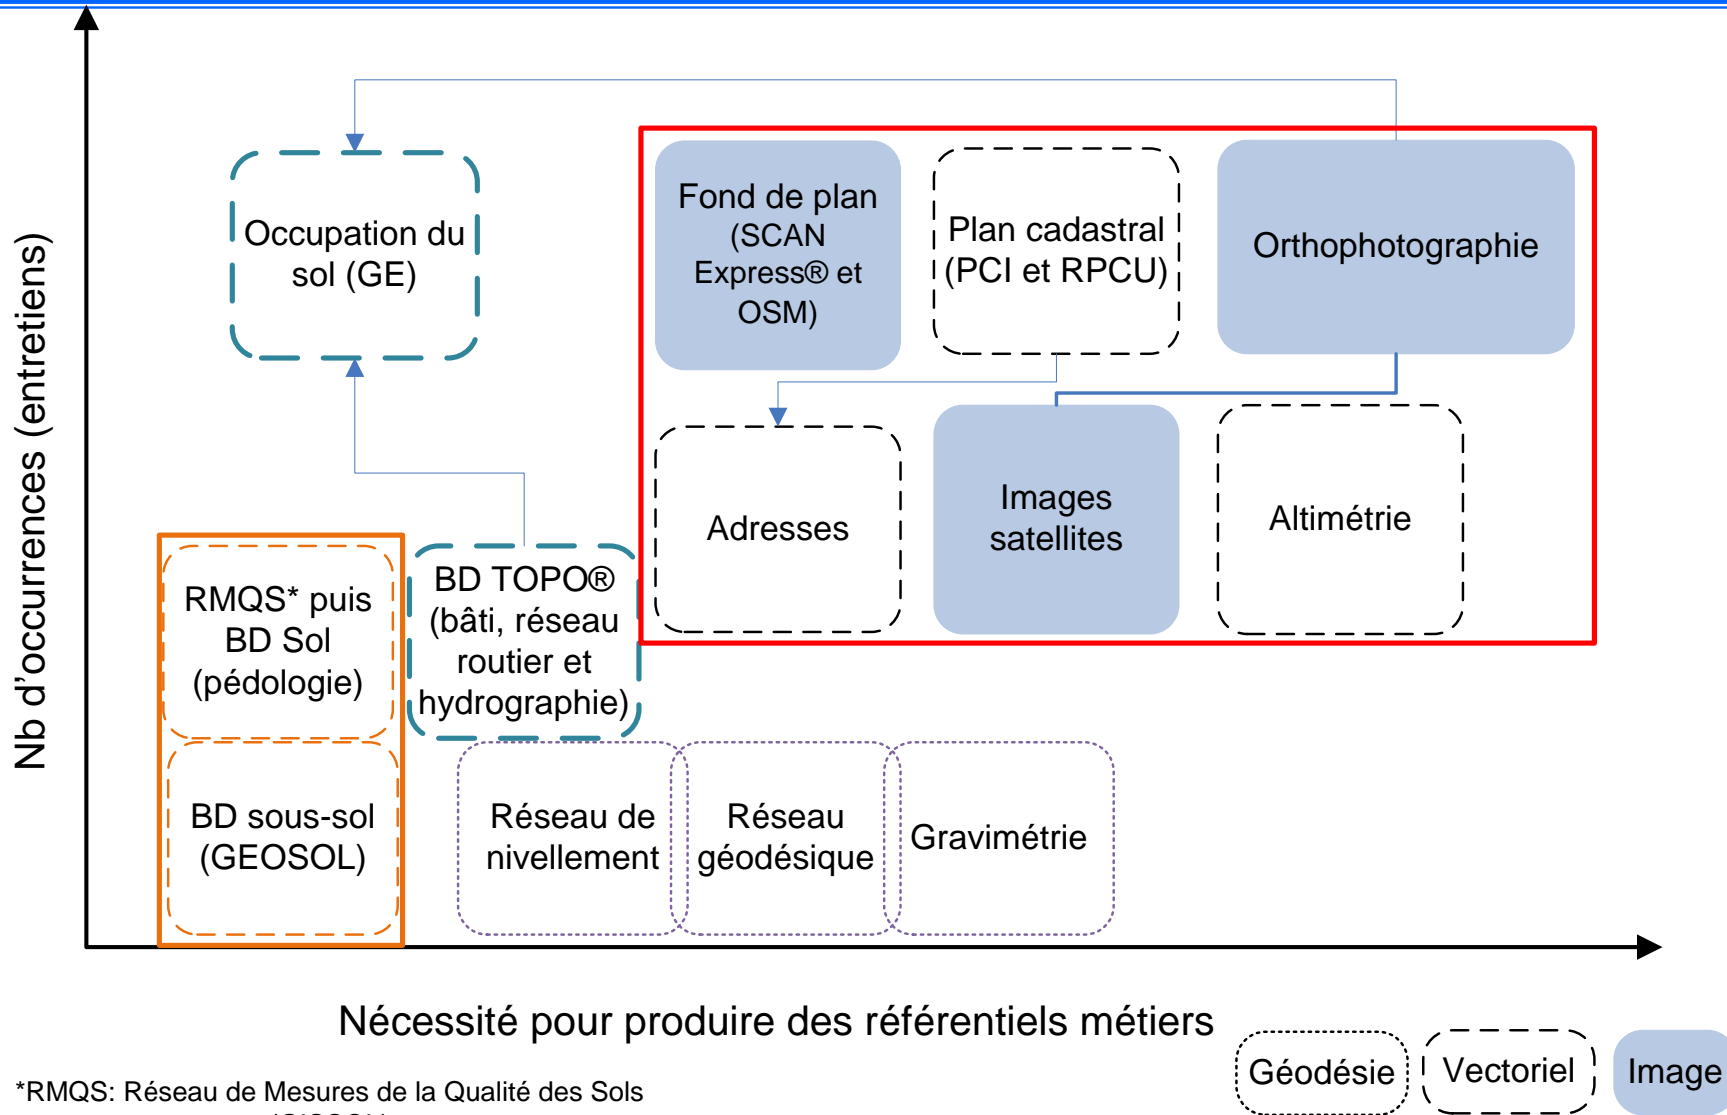 Nb d'occurrences (entretiens)
Occupation du
sol (GE)
Fond de plan
(SCAN
Express® et
OSM)
Plan cadastral
(PCI et RPCU)
Orthophotographie
Adresses
Images
satellites
Altimétrie
RMQS* puis
BD Sol
(pédologie)
BD TOPO®
(bâti, réseau
routier et
hydrographie)
BD sous-sol
(GEOSOL)
Réseau de
nivellement
Réseau
géodésique
Gravimétrie
Nécessité pour produire des référentiels métiers
Géodésie
Vectoriel
Image
*RMQS: Réseau de Mesures de la Qualité des Sols